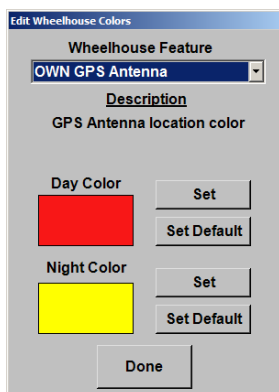 Edit Wheelhouse Colors
Wheelhouse Feature
OWN GPS Antenna
Description
GPS Antenna location color
Day Color
Set
Set Default
Night Color
Set
Set Default
Done